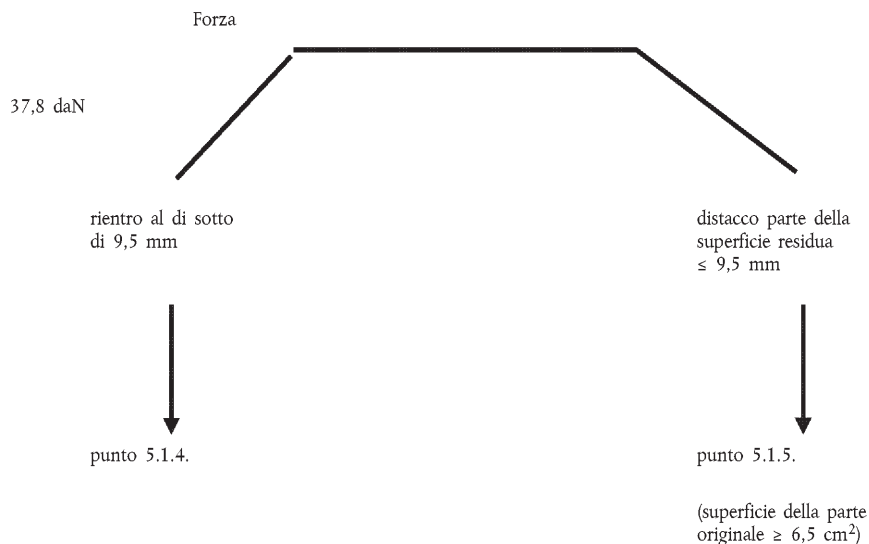 Forza
37,8 daN
rientro al di sotto
di 9,5 mm
distacco parte della
superficie residua
≤ 9,5 mm
punto 5.1.4.
punto 5.1.5.
(superficie della parte
originale ≥ 6,5 cm²)